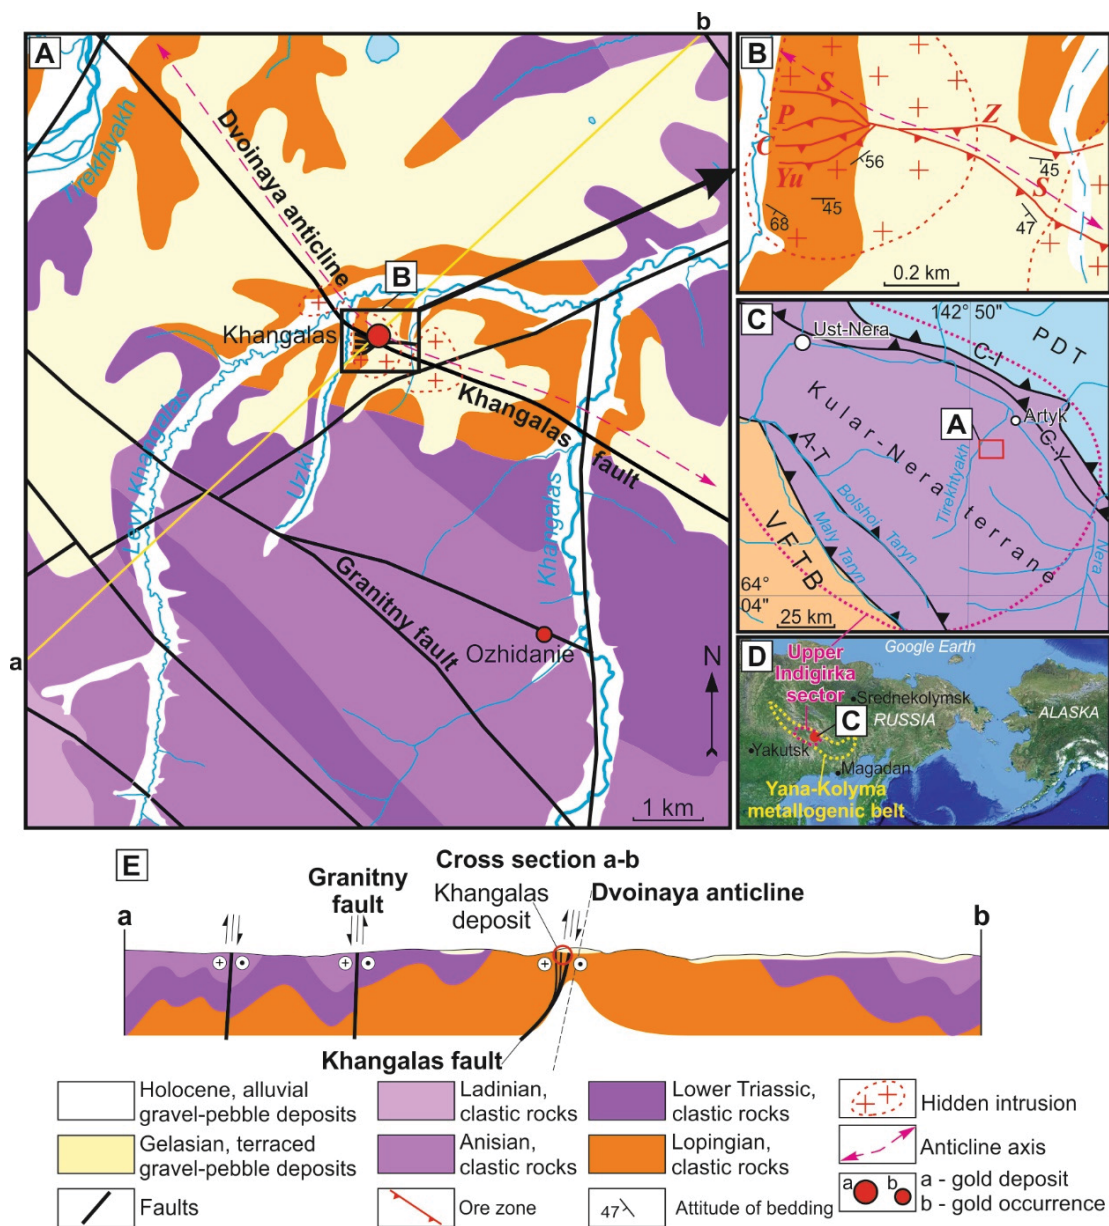 b
A
Tirekhtyakh
Dvoinaya anticline
B
Khangalas
Levy Khangalas
Uzki
Khangalas
fault
Khangalas
Granitny fault
Ozhidanie
a
N
1 km
B
S
P
Z
C
Yu
56
45
S
68
45
47
0.2 km
C
142° 50"
Ust-Nera
C-I
PDT
Artyk
A
Kular-Nera terrane
C-Y
A-T
Tirekhtyakh
Bolshoi Taryn
Maly Taryn
VFTB
Nera
64°
04"
25 km
D
Google Earth
Upper
Indigirka
sector
Srednekolymsk
C
RUSSIA
ALASKA
Yakutsk
Magadan
Yana-Kolyma
metallogenic belt
E
Cross section a-b
Granitny
fault
Khangalas
deposit
Dvoinaya anticline
a
b
Khangalas fault
Holocene, alluvial
gravel-pebble deposits
Ladinian,
clastic rocks
Lower Triassic,
clastic rocks
Hidden intrusion
Gelasian, terraced
gravel-pebble deposits
Anisian,
clastic rocks
Lopingian,
clastic rocks
Anticline axis
Faults
Ore zone
47
Attitude of bedding
a
b
a - gold deposit
b - gold occurrence